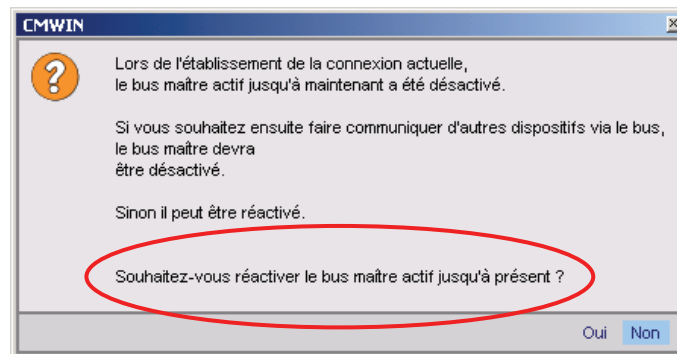 CMWIN
Lors de l'établissement de la connexion actuelle,
le bus maître actif jusqu'à maintenant a été désactivé.
Si vous souhaitez ensuite faire communiquer d'autres dispositifs via le bus,
le bus maître devra
être désactivé.
Sinon il peut être réactivé.
Souhaitez-vous réactiver le bus maître actif jusqu'à présent ?
Oui Non